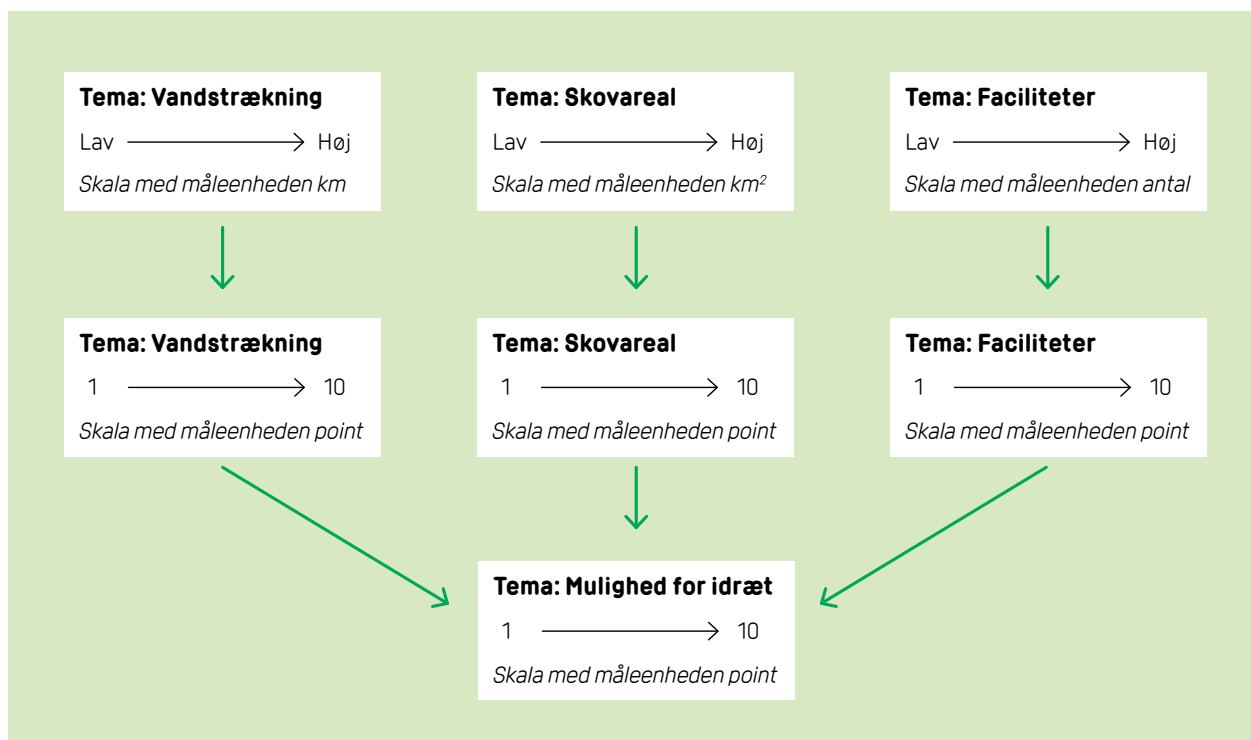 Tema: Vandstrækning
Lav Høj
Skala med måleenheden km
Tema: Skovareal
Lav Høj
Skala med måleenheden km²
Tema: Faciliteter
Lav Høj
Skala med måleenheden antal
Tema: Vandstrækning
1 10
Skala med måleenheden point
Tema: Skovareal
1 10
Skala med måleenheden point
Tema: Faciliteter
1 10
Skala med måleenheden point
Tema: Mulighed for idræt
1 10
Skala med måleenheden point